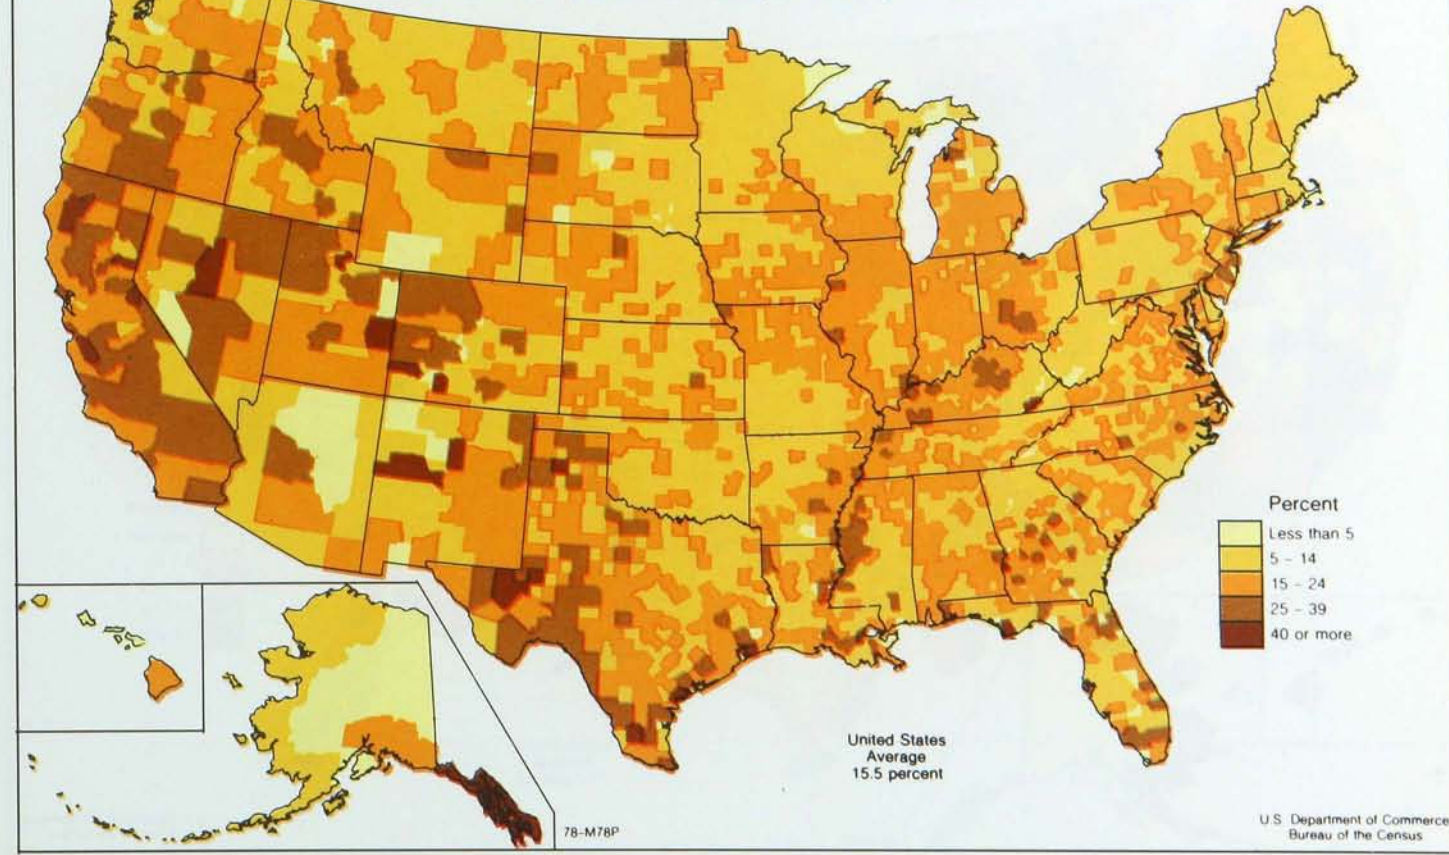 Percent
Less than 5
5 - 14
15 - 24
25 - 39
40 or more
United States
Average
15.5 percent
78-M78P
U.S. Department of Commerce
Bureau of the Census